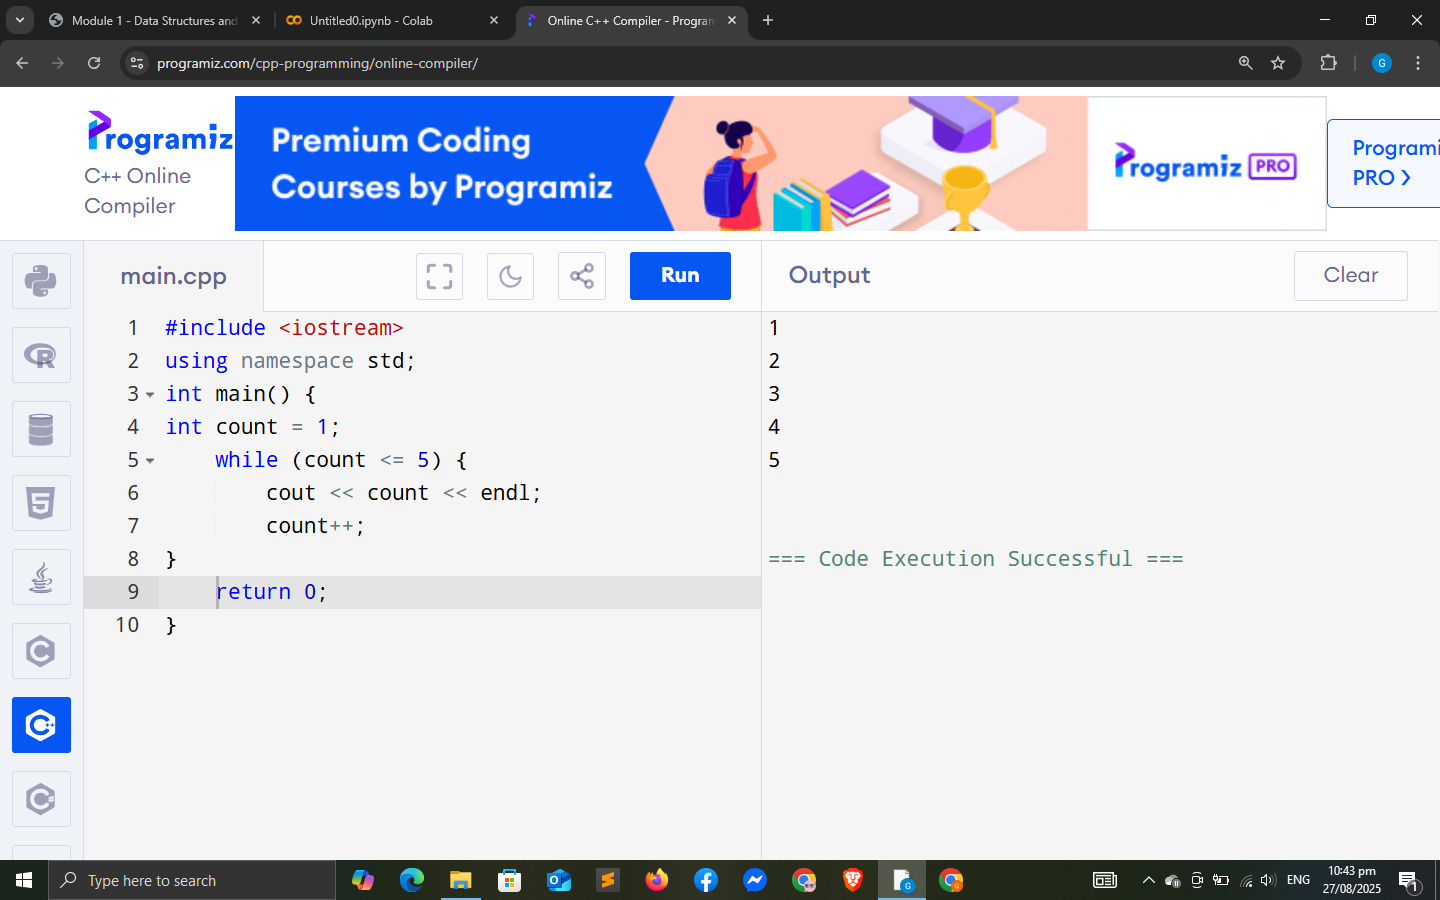 Module 1 - Data Structures and
Untitled0.ipynb - Colab
Online C++ Compiler - Program
programiz.com/cpp-programming/online-compiler/
G
Programiz
C++ Online
Compiler
Premium Coding
Courses by Programiz
Programiz PRO
Programi
PRO ❯
main.cpp
Run
Output
Clear
1 #include <iostream>
2 using namespace std;
3 int main() {
4 int count = 1;
5     while (count <= 5) {
6         cout << count << endl;
7         count++;
8 }
9     return 0;
10 }
1
2
3
4
5
=== Code Execution Successful ===
Type here to search
ENG
10:43 pm
27/08/2025
1